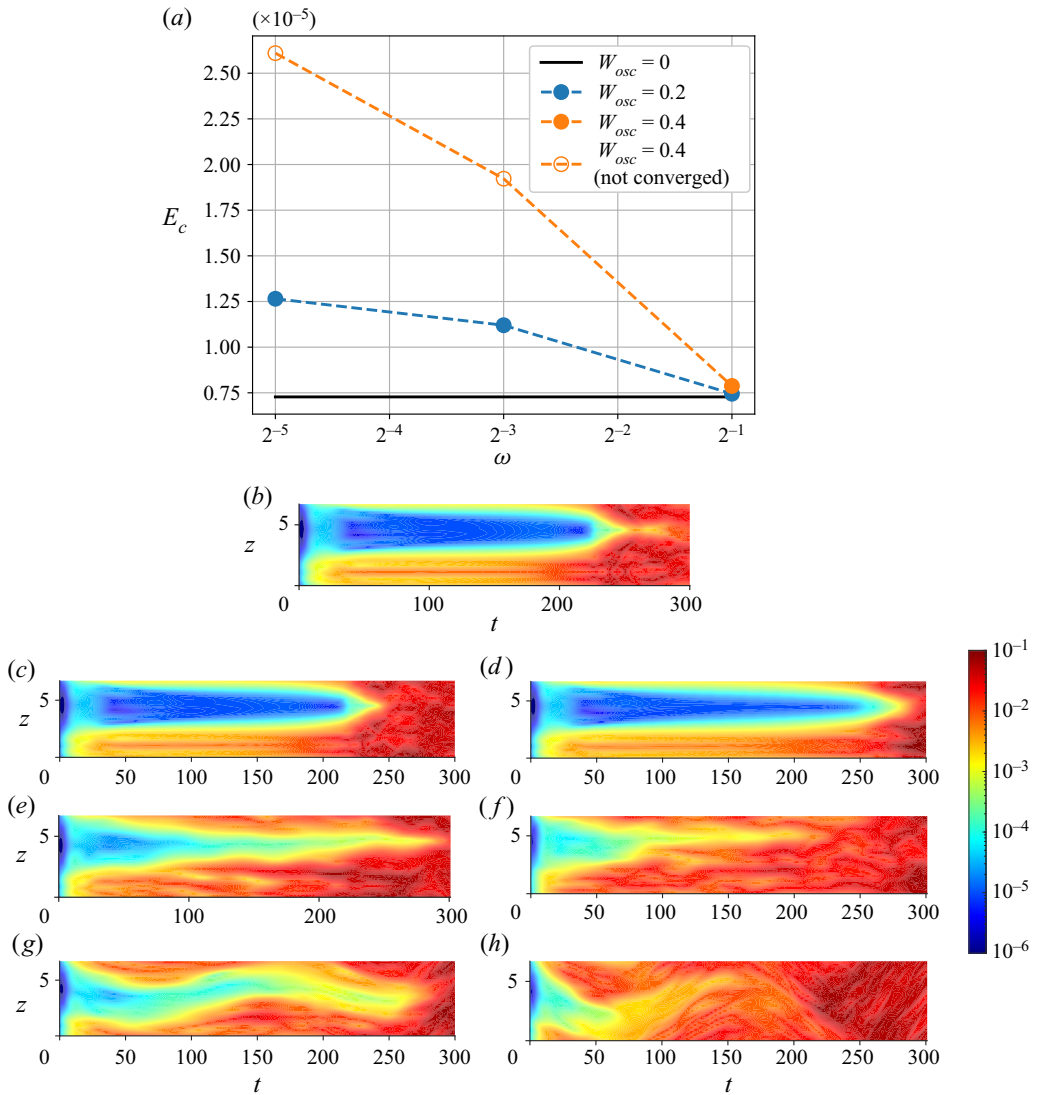 (a)
(×10⁻⁵)
2.50
2.25
2.00
1.75
1.50
1.25
1.00
0.75
E_c
W_osc = 0
W_osc = 0.2
W_osc = 0.4
W_osc = 0.4
(not converged)
2⁻⁵ 2⁻⁴ 2⁻³ 2⁻² 2⁻¹
ω
(b)
5
z
0 100 200 300
t
(c)
5
z
0 50 100 150 200 250 300
(d)
5
0 50 100 150 200 250 300
10⁻¹
10⁻²
10⁻³
10⁻⁴
10⁻⁵
10⁻⁶
(e)
5
z
0 100 200 300
(f)
5
0 50 100 150 200 250 300
(g)
5
z
0 50 100 150 200 250 300
t
(h)
5
0 50 100 150 200 250 300
t